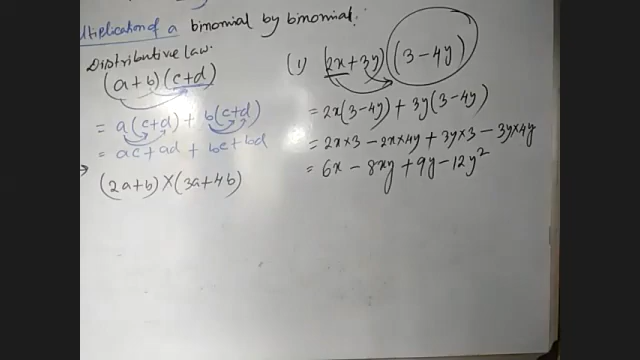 Multiplication of a binomial by binomial.
Distributive law.
(a+b)(c+d)
= a(c+d) + b(c+d)
= ac+ad + bc+bd
(2a+b)×(3a+4b)
(1) (2x+3y)(3-4y)
= 2x(3-4y) + 3y(3-4y)
= 2x×3 - 2x×4y + 3y×3 - 3y×4y
= 6x - 8xy + 9y - 12y²